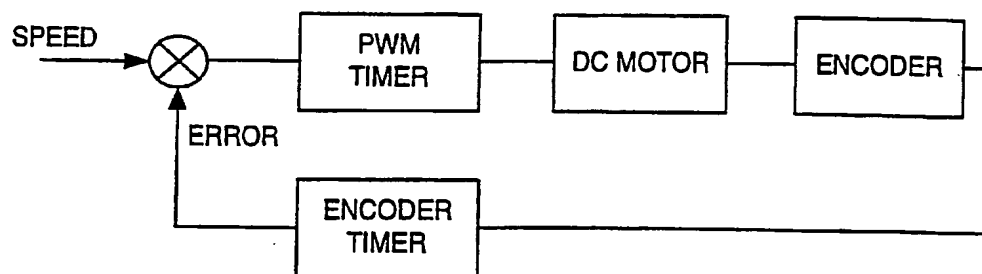 SPEED
PWM
TIMER
DC MOTOR
ENCODER
ERROR
ENCODER
TIMER